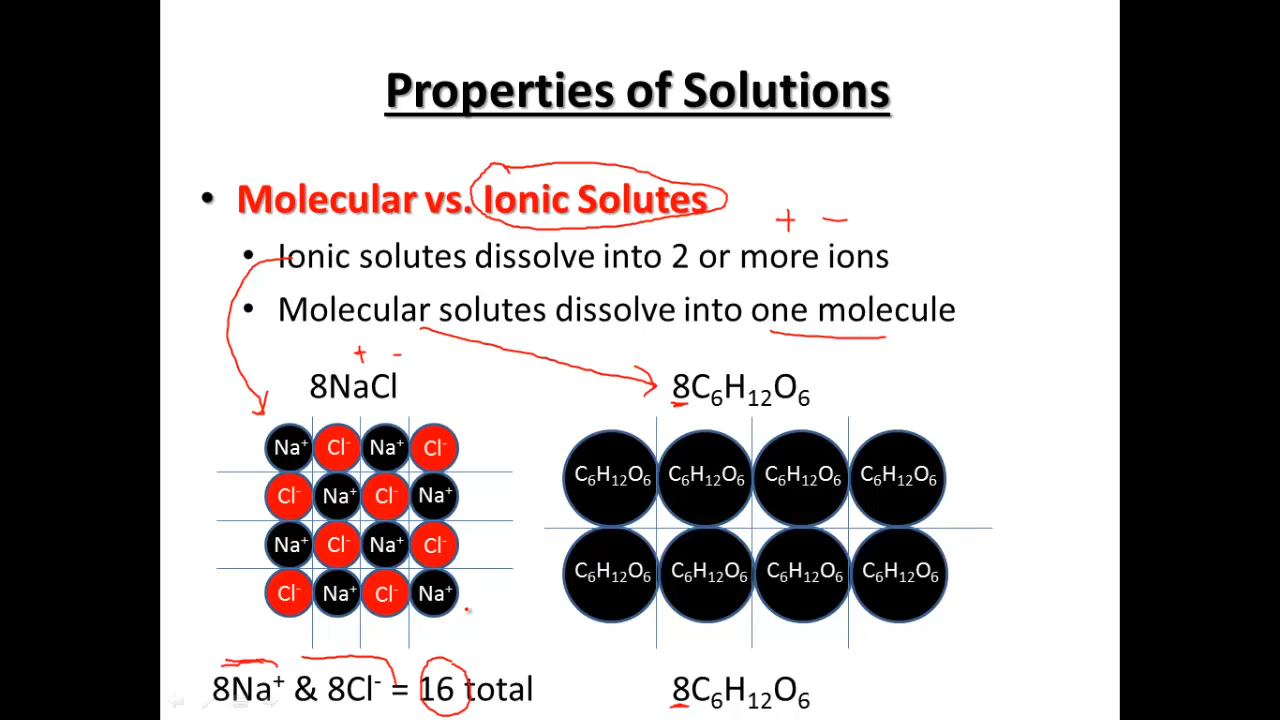 Properties of Solutions
• Molecular vs. Ionic Solutes
+ −
• Ionic solutes dissolve into 2 or more ions
• Molecular solutes dissolve into one molecule
+ -
8NaCl 8C₆H₁₂O₆
Na⁺ Cl⁻ Na⁺ Cl⁻
C₆H₁₂O₆ C₆H₁₂O₆ C₆H₁₂O₆ C₆H₁₂O₆
Cl⁻ Na⁺ Cl⁻ Na⁺
Na⁺ Cl⁻ Na⁺ Cl⁻
C₆H₁₂O₆ C₆H₁₂O₆ C₆H₁₂O₆ C₆H₁₂O₆
Cl⁻ Na⁺ Cl⁻ Na⁺
8Na⁺ & 8Cl⁻ = 16 total 8C₆H₁₂O₆